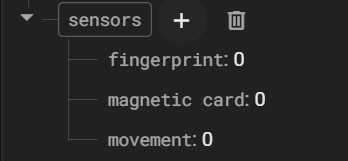 sensors
fingerprint: 0
magnetic card: 0
movement: 0